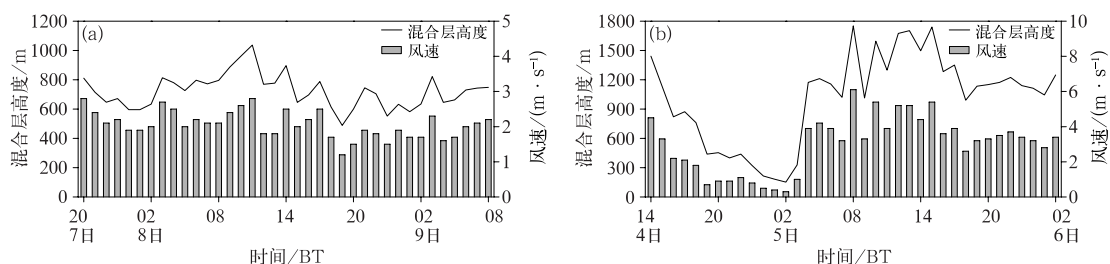 (a)
混合层高度
风速
1200
1000
800
600
400
200
0
混合层高度/m
5
4
3
2
1
0
风速/(m·s⁻¹)
20 02 08 14 20 02 08
7日 8日 9日
时间/BT
(b)
混合层高度
风速
1800
1500
1200
900
600
300
0
混合层高度/m
10
8
6
4
2
0
风速/(m·s⁻¹)
14 20 02 08 14 20 02
4日 5日 6日
时间/BT